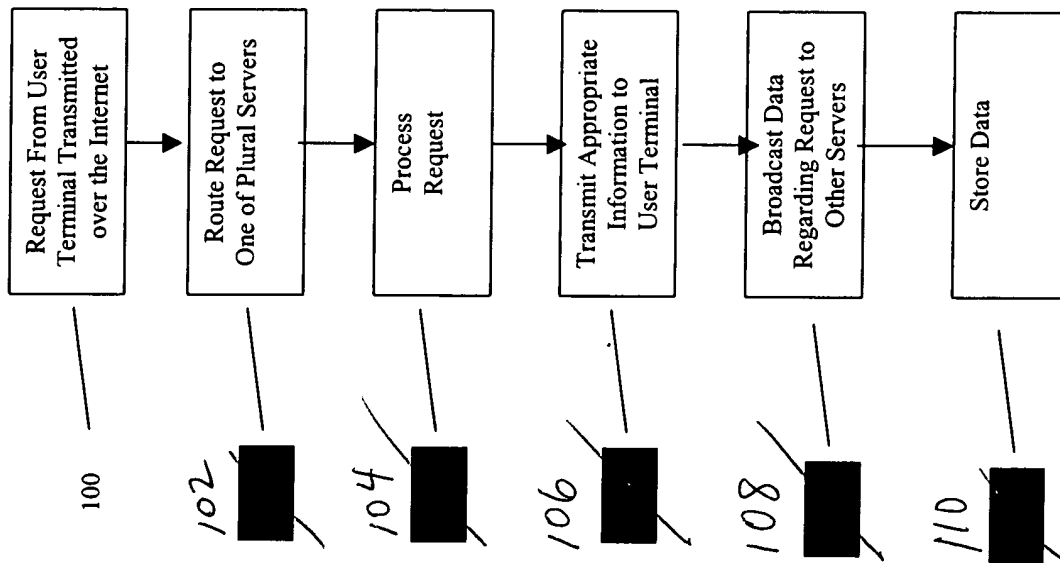 100
Request From User
Terminal Transmitted
over the Internet
102
Route Request to
One of Plural Servers
104
Process
Request
106
Transmit Appropriate
Information to
User Terminal
108
Broadcast Data
Regarding Request to
Other Servers
110
Store Data